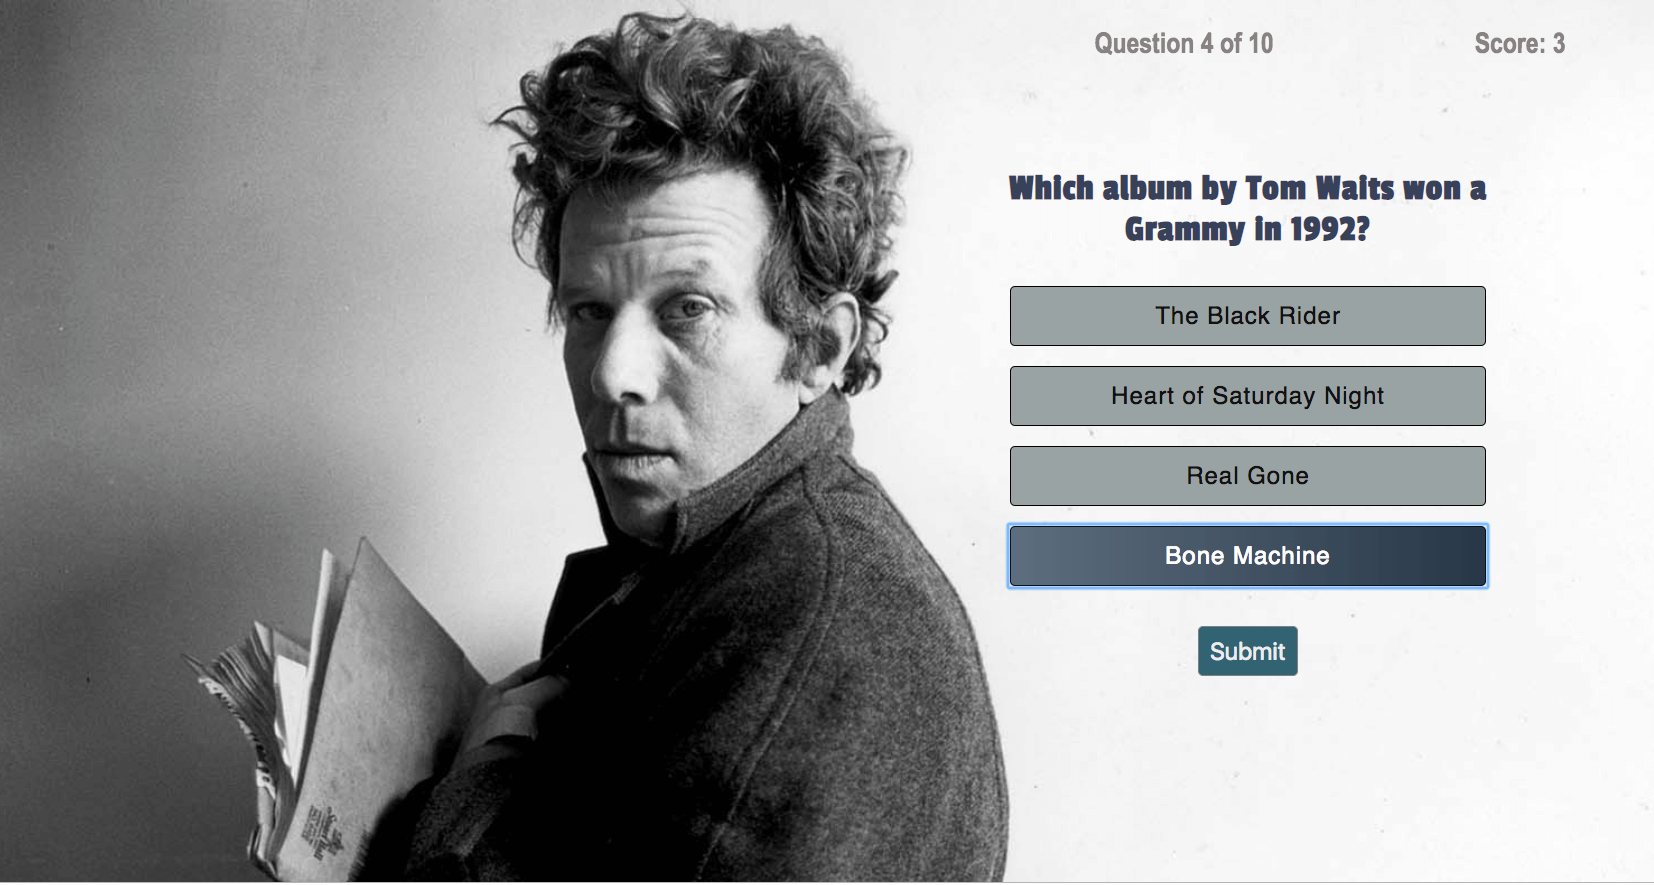 Question 4 of 10
Score: 3
Which album by Tom Waits won a
Grammy in 1992?
The Black Rider
Heart of Saturday Night
Real Gone
Bone Machine
Submit